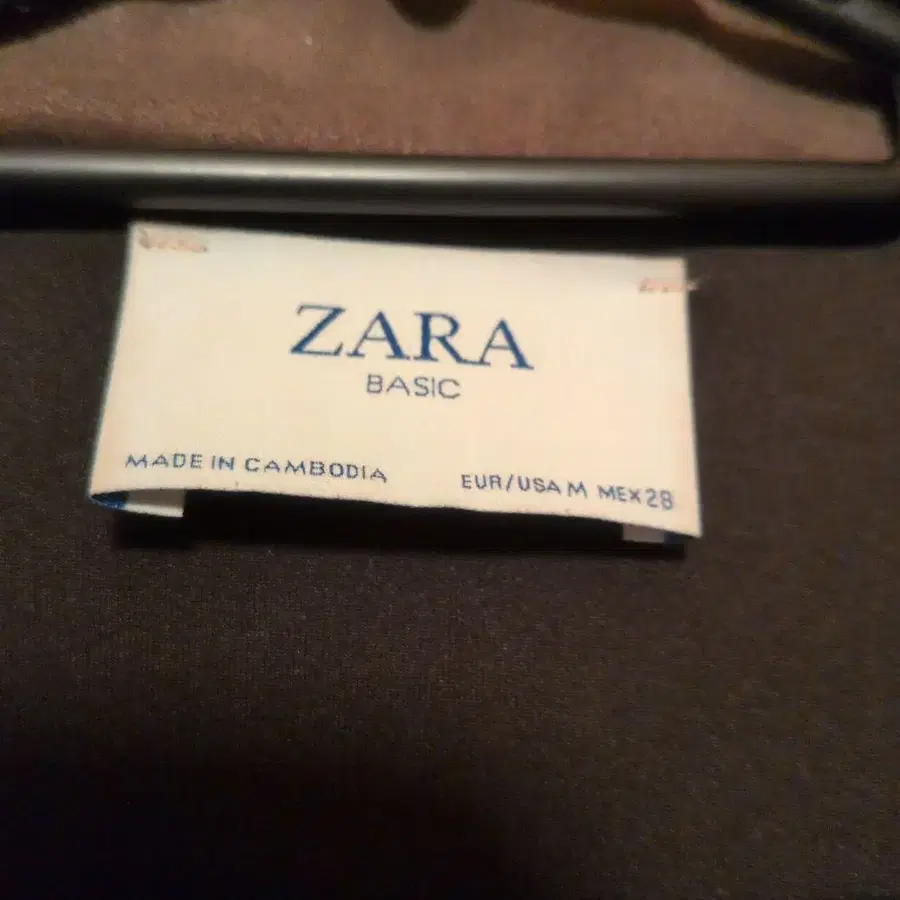 ZARA
BASIC
MADE IN CAMBODIA
EUR/USA M MEX 28